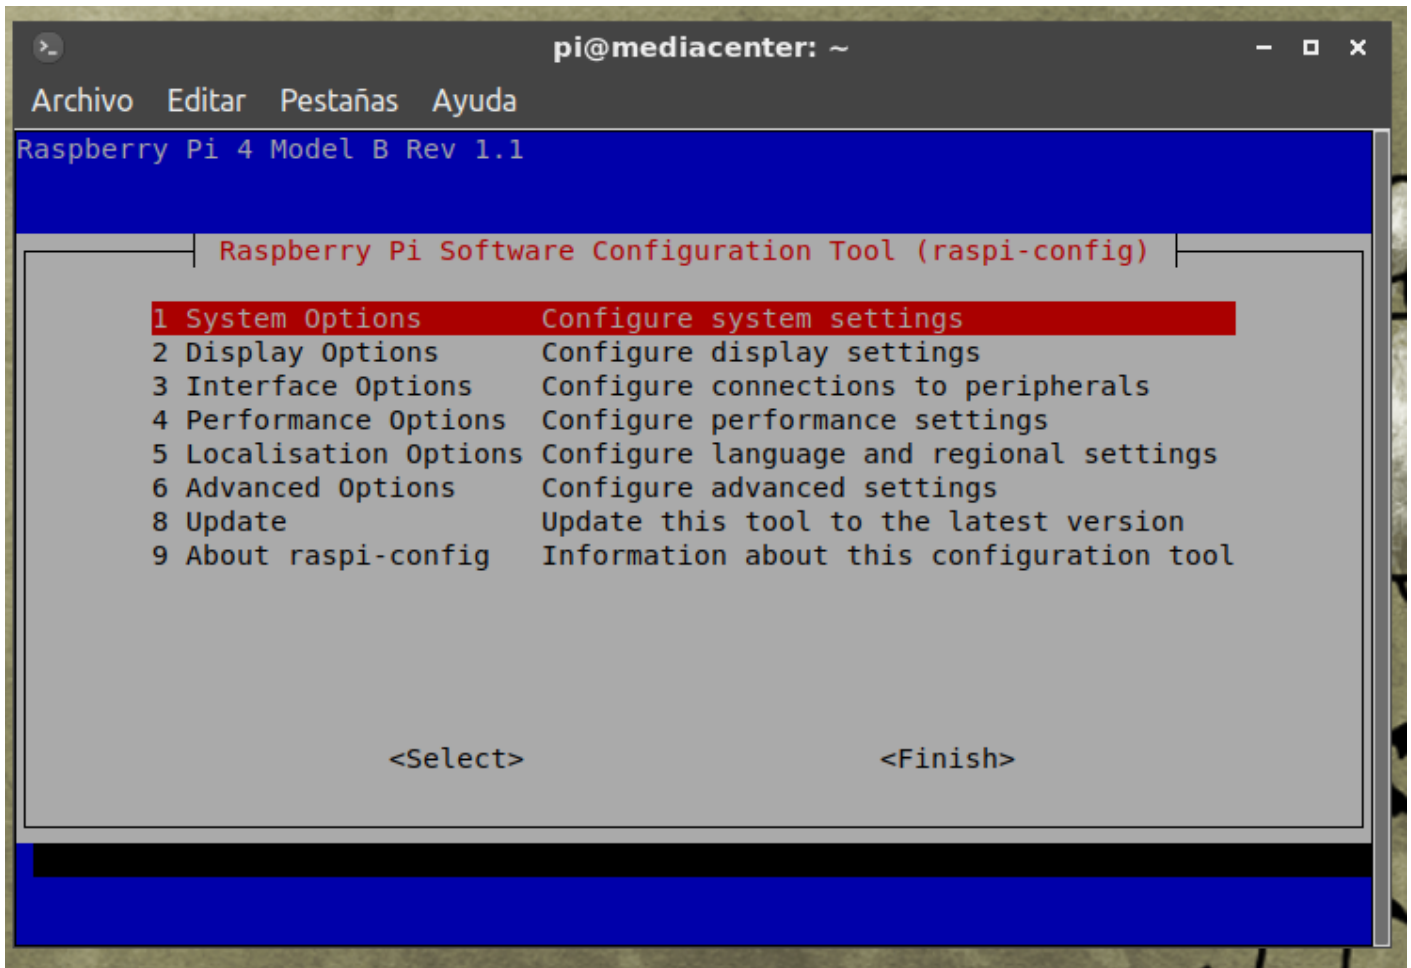 pi@mediacenter: ~
Archivo Editar Pestañas Ayuda
Raspberry Pi 4 Model B Rev 1.1
Raspberry Pi Software Configuration Tool (raspi-config)
1 System Options Configure system settings
2 Display Options Configure display settings
3 Interface Options Configure connections to peripherals
4 Performance Options Configure performance settings
5 Localisation Options Configure language and regional settings
6 Advanced Options Configure advanced settings
8 Update Update this tool to the latest version
9 About raspi-config Information about this configuration tool
<Select> <Finish>